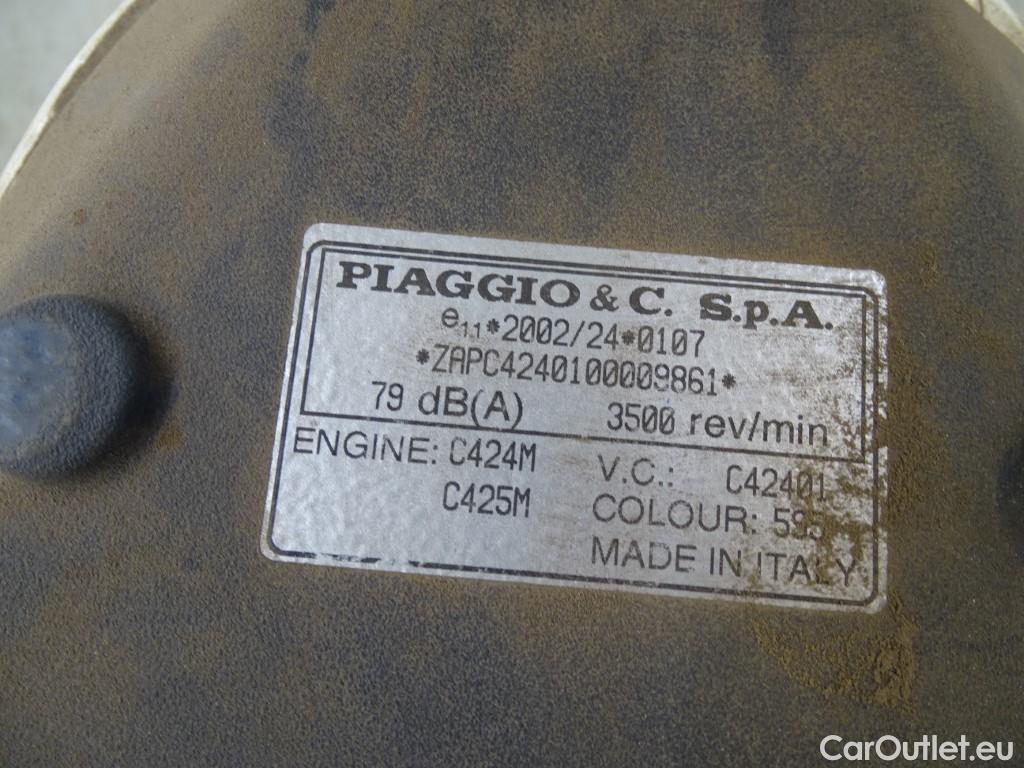 PIAGGIO & C. S.p.A.
e11*2002/24*0107
*ZAPC4240100009861*
79 dB(A) 3500 rev/min
ENGINE: C424M V.C.: C42401
C425M COLOUR:
MADE IN ITALY
CarOutlet.eu